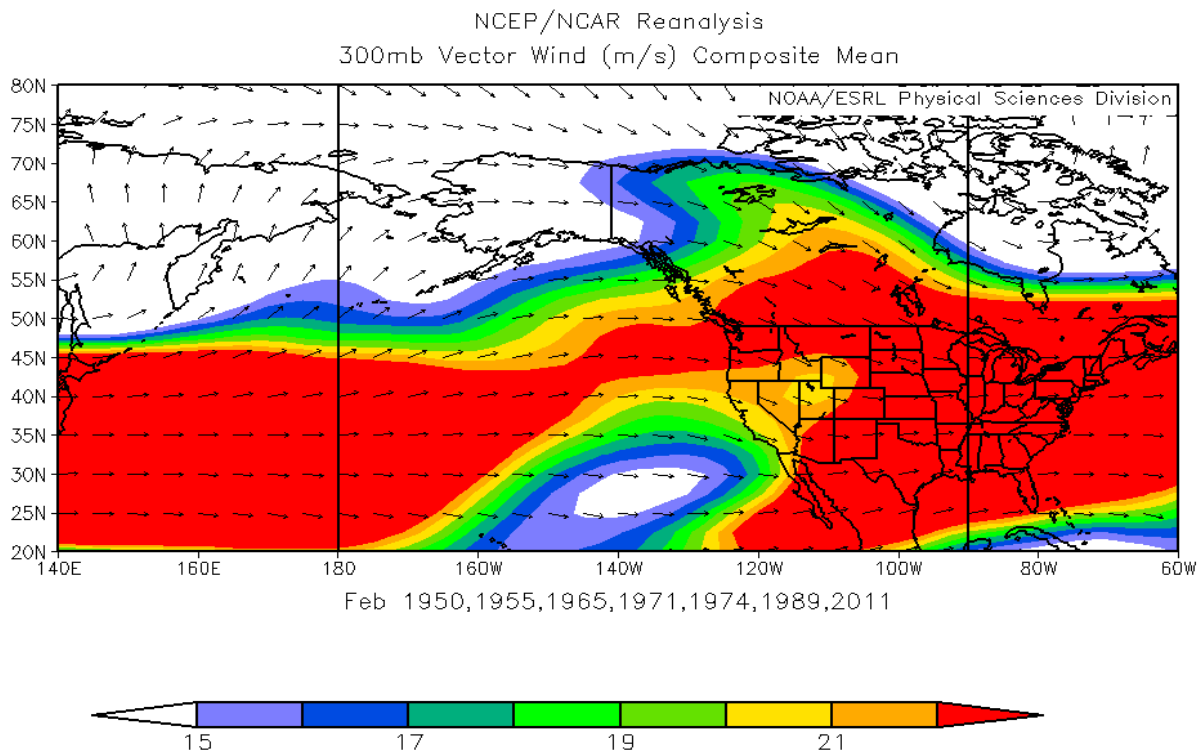 NCEP/NCAR Reanalysis
300mb Vector Wind (m/s) Composite Mean
NOAA/ESRL Physical Sciences Division
80N
75N
70N
65N
60N
55N
50N
45N
40N
35N
30N
25N
20N
140E 160E 180 160W 140W 120W 100W 80W 60W
Feb 1950,1955,1965,1971,1974,1989,2011
15 17 19 21